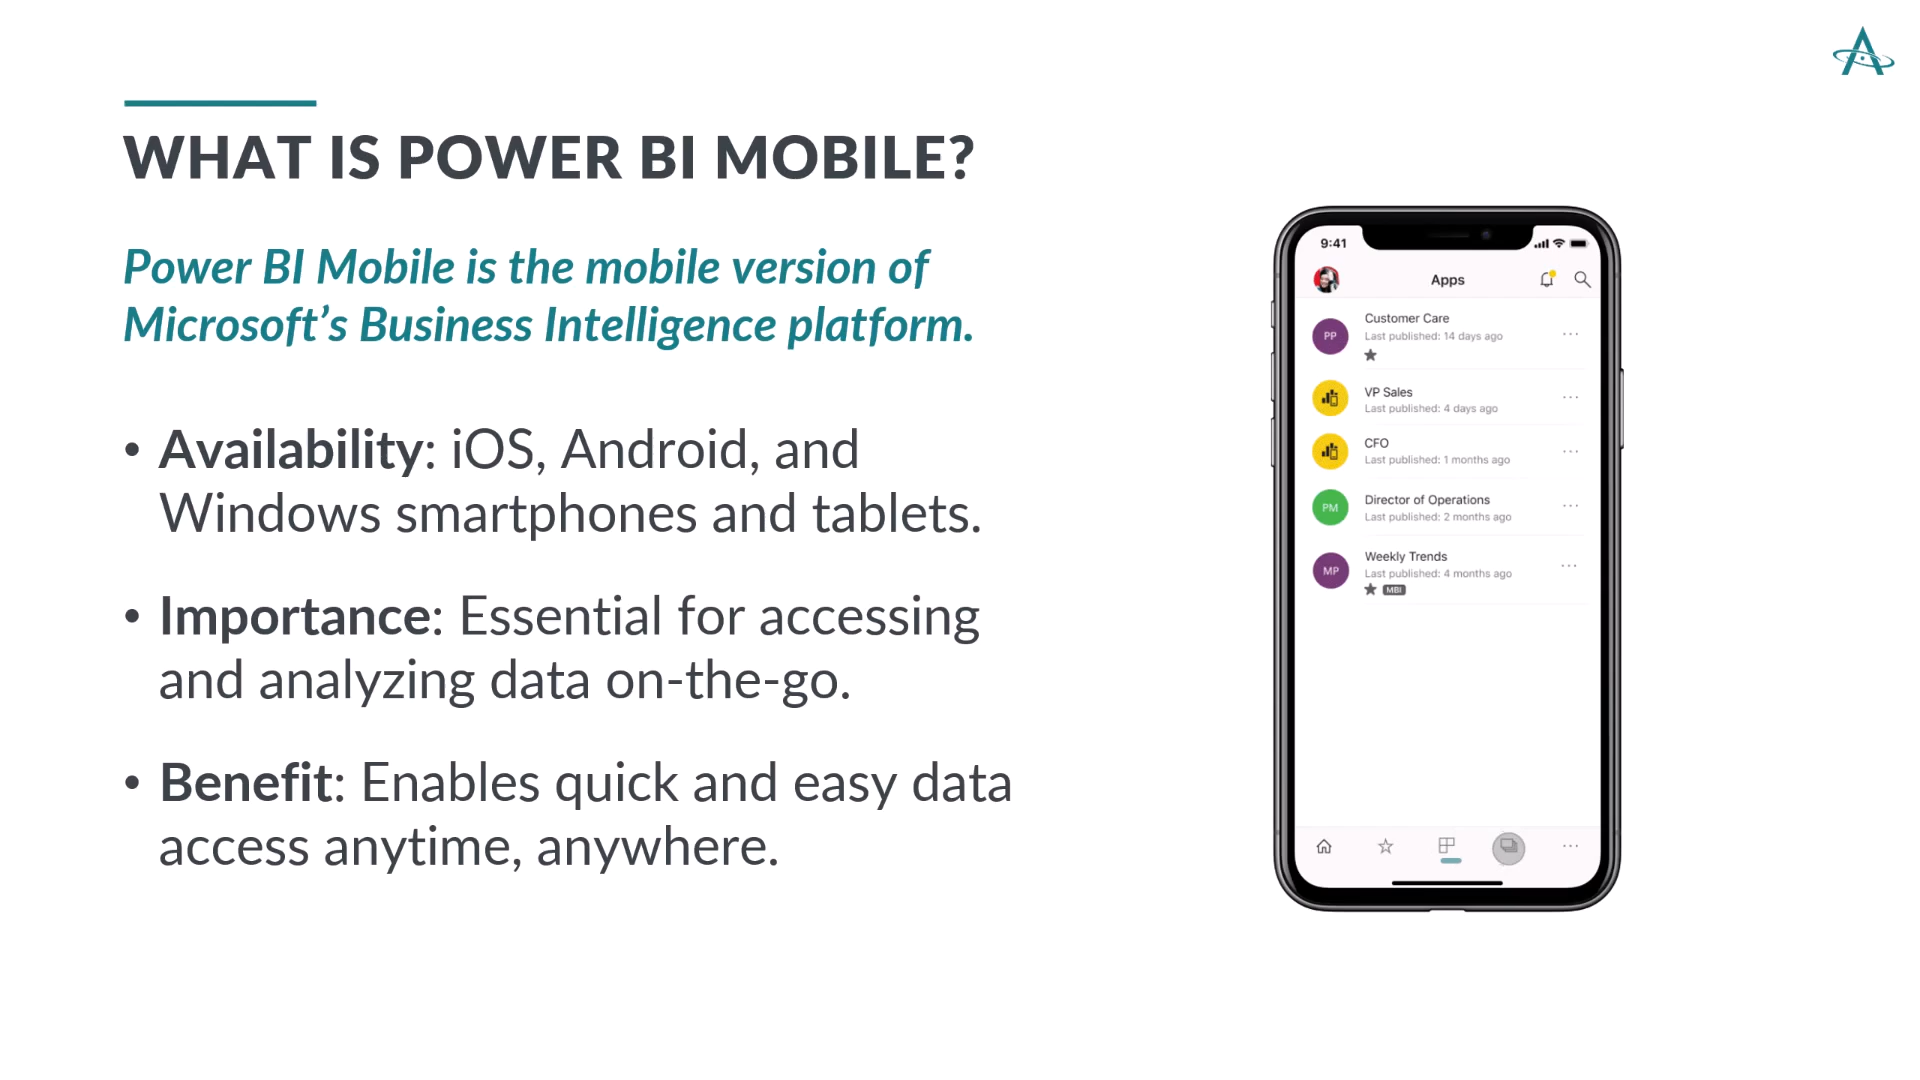 WHAT IS POWER BI MOBILE?
Power BI Mobile is the mobile version of
Microsoft’s Business Intelligence platform.
• Availability: iOS, Android, and
Windows smartphones and tablets.
• Importance: Essential for accessing
and analyzing data on-the-go.
• Benefit: Enables quick and easy data
access anytime, anywhere.
9:41
Apps
PP
Customer Care
Last published: 14 days ago
VP Sales
Last published: 4 days ago
CFO
Last published: 1 months ago
PM
Director of Operations
Last published: 2 months ago
MP
Weekly Trends
Last published: 4 months ago
MBI